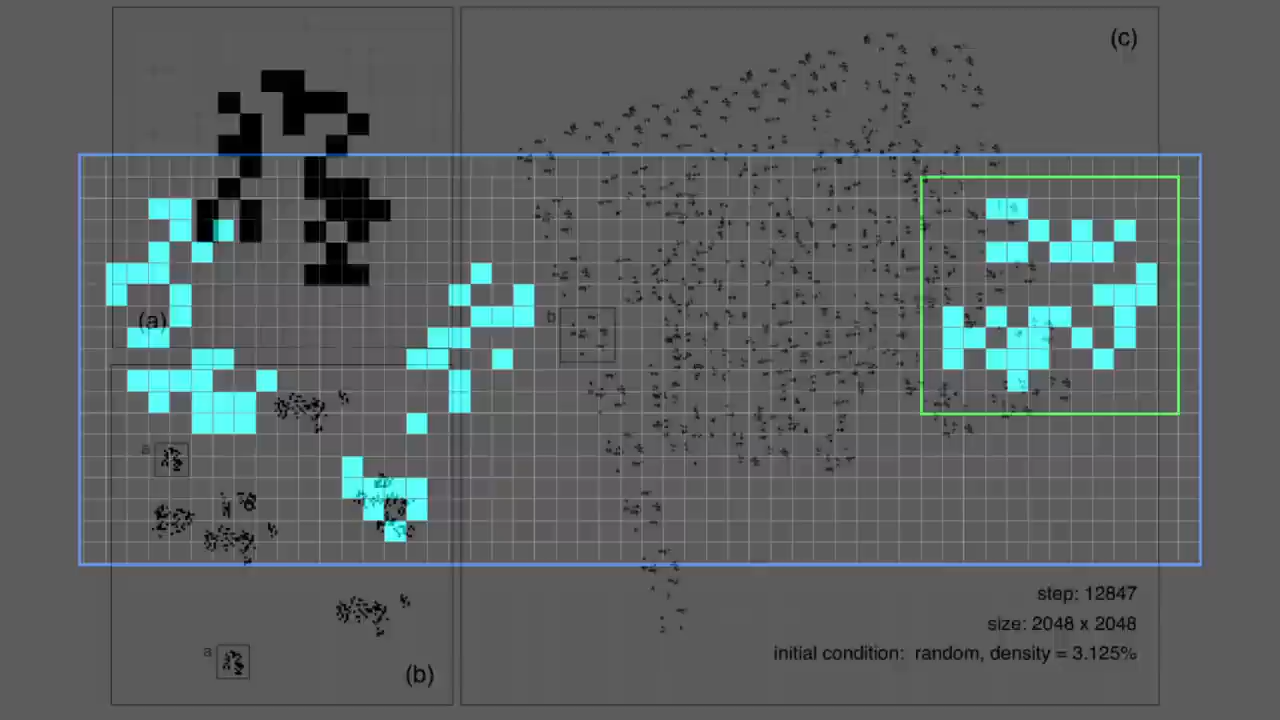 (c)
(a)
b
a
a
(b)
step: 12847
size: 2048 x 2048
initial condition: random, density = 3.125%